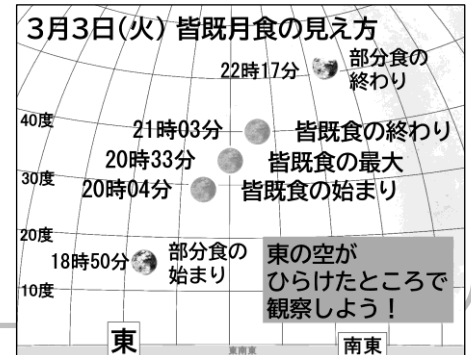 3月3日(火) 皆既月食の見え方
22時17分 部分食の
終わり
40度
21時03分 皆既食の終わり
20時33分 皆既食の最大
30度
20時04分 皆既食の始まり
20度
18時50分 部分食の
始まり
10度
東の空が
ひらけたところで
観察しよう！
東
東南東
南東